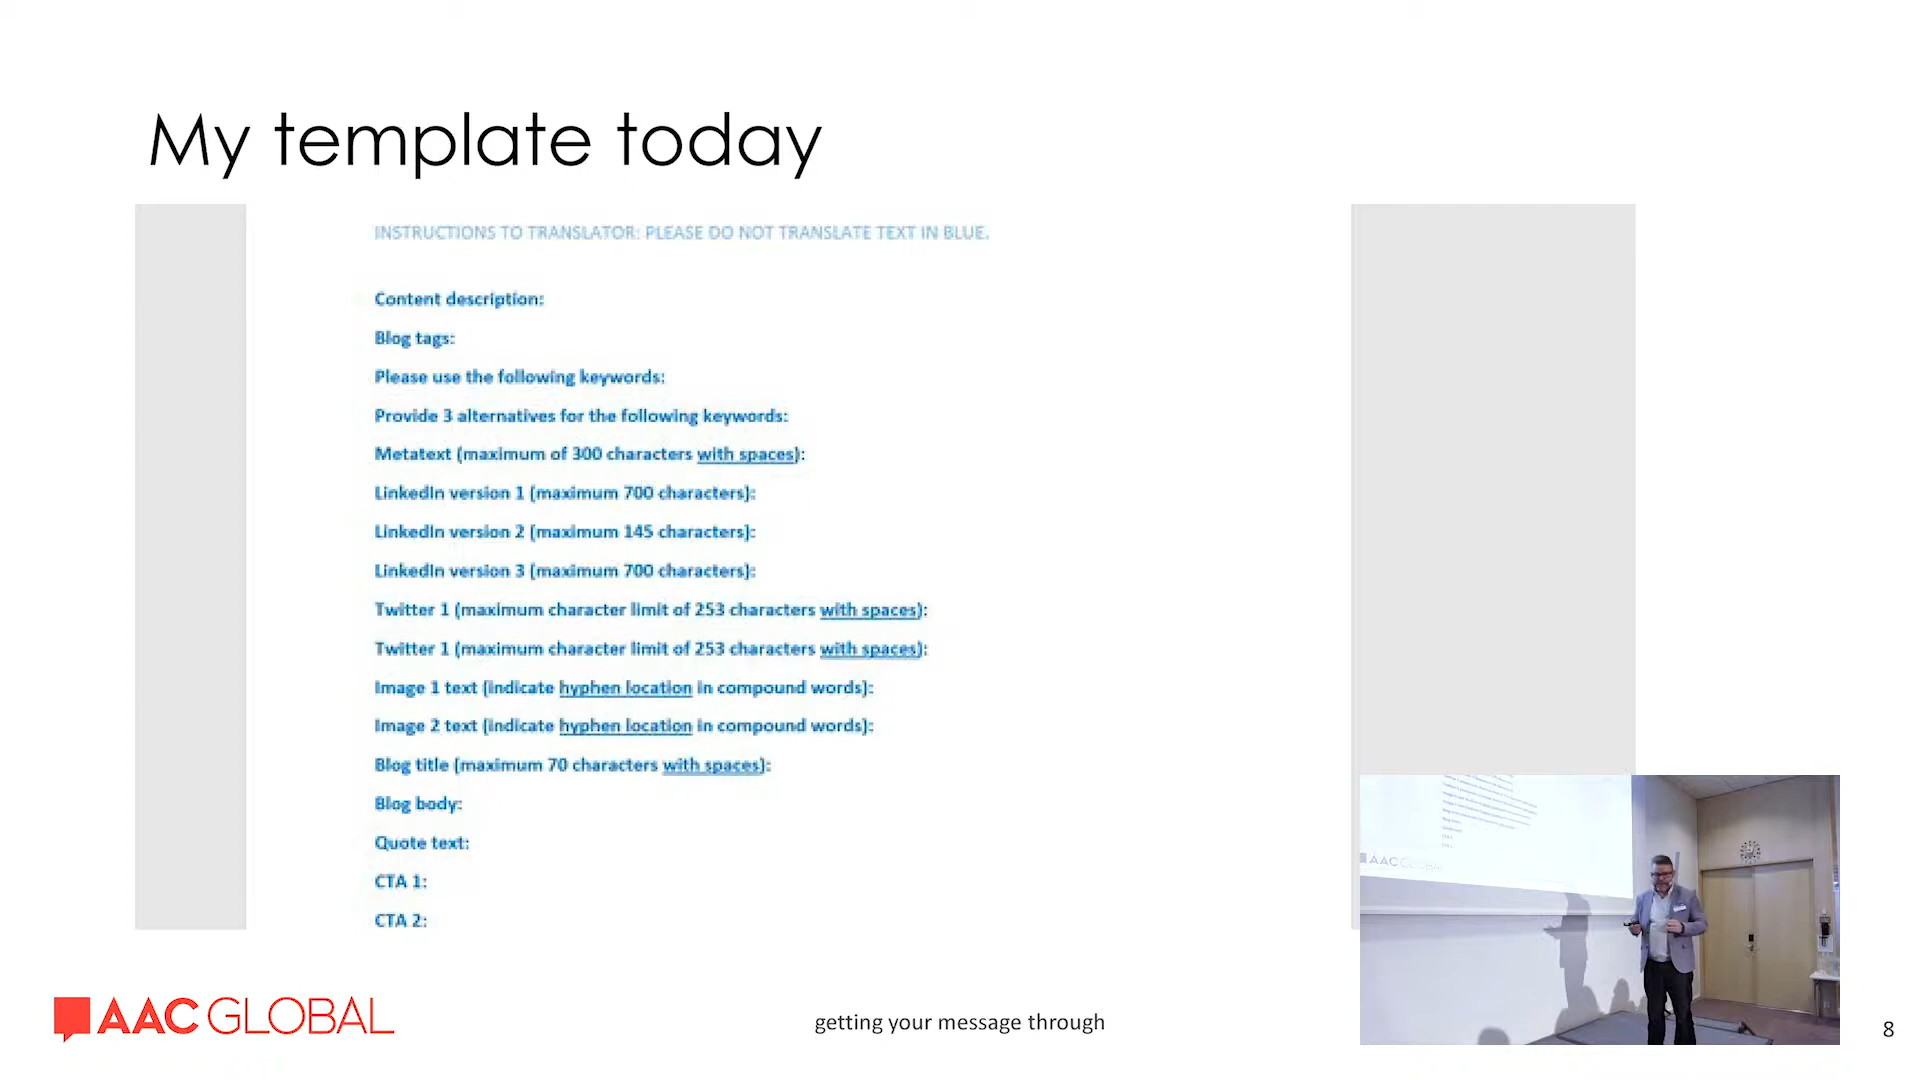 My template today
INSTRUCTIONS TO TRANSLATOR: PLEASE DO NOT TRANSLATE TEXT IN BLUE.
Content description:
Blog tags:
Please use the following keywords:
Provide 3 alternatives for the following keywords:
Metatext (maximum of 300 characters with spaces):
LinkedIn version 1 (maximum 700 characters):
LinkedIn version 2 (maximum 145 characters):
LinkedIn version 3 (maximum 700 characters):
Twitter 1 (maximum character limit of 253 characters with spaces):
Twitter 1 (maximum character limit of 253 characters with spaces):
Image 1 text (indicate hyphen location in compound words):
Image 2 text (indicate hyphen location in compound words):
Blog title (maximum 70 characters with spaces):
Blog body:
Quote text:
CTA 1:
CTA 2:
AAC GLOBAL
AAC GLOBAL
getting your message through
8